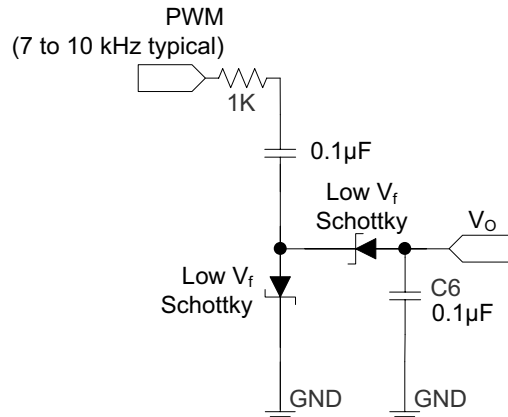 PWM
(7 to 10 kHz typical)
1K
0.1µF
Low Vf
Schottky
VO
Low Vf
Schottky
C6
0.1µF
GND
GND